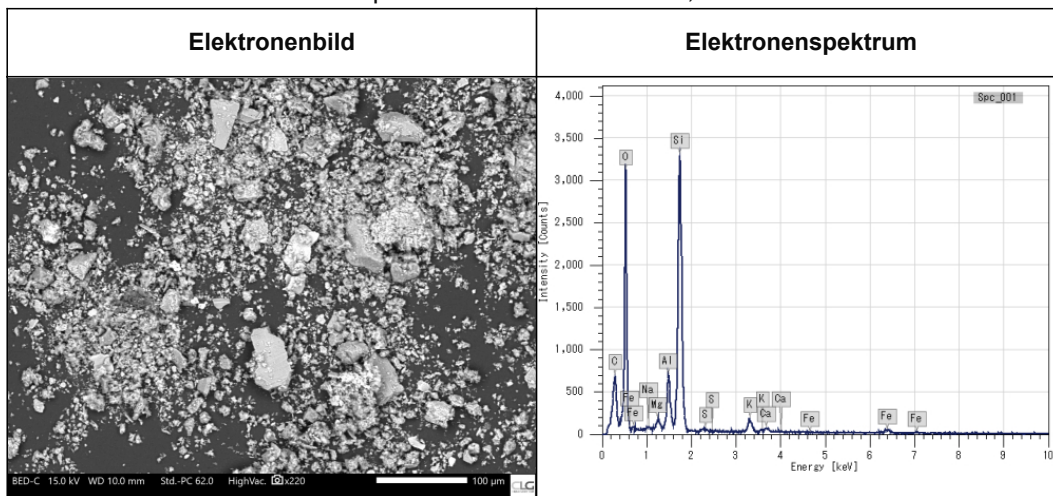 Elektronenbild
Elektronenspektrum
4,000
3,500
3,000
2,500
2,000
1,500
1,000
500
0
Intensity [Counts]
Spc_001
Si
O
C
Al
Fe
Fe
Na
Mg
S
S
K
K
Ca
Ca
Fe
Fe
Fe
0 1 2 3 4 5 6 7 8 9 10
Energy [keV]
BED-C 15.0 kV WD 10.0 mm Std.-PC 62.0 HighVac. x220 100 µm CLG